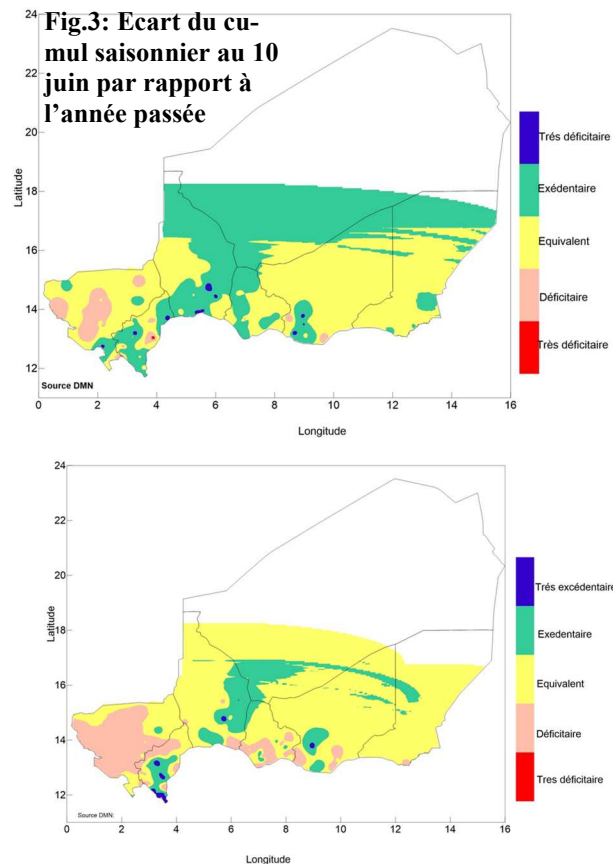 Fig.3: Ecart du cu-
mul saisonnier au 10
juin par rapport à
l'année passée
24
22
20
18
16
14
12
Latitude
0 2 4 6 8 10 12 14 16
Longitude
Source DMN
Trés déficitaire
Exédentaire
Equivalent
Déficitaire
Très déficitaire
24
22
20
18
16
14
12
Latitude
0 2 4 6 8 10 12 14 16
Longitude
Source DMN:
Trés excédentaire
Exedentaire
Equivalent
Déficitaire
Tres déficitaire